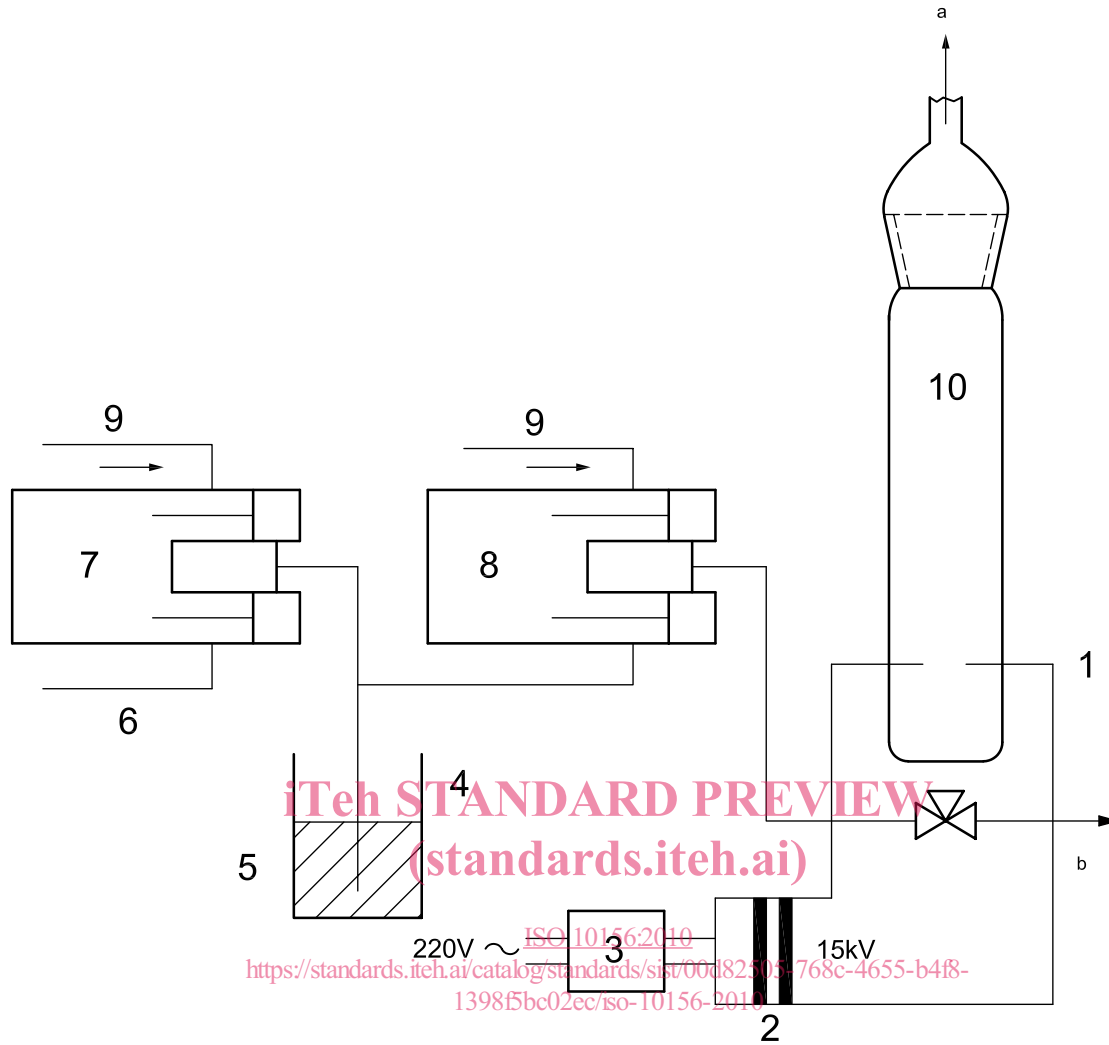 a
10
9
9
7
8
1
6
4
iTeh STANDARD PREVIEW
5
(standards.iteh.ai)
b
220V
3
15kV
ISO 10156:2010
https://standards.iteh.ai/catalog/standards/sist/00d82505-768c-4655-b4f8-
1398f5bc02ec/iso-10156-2010
2